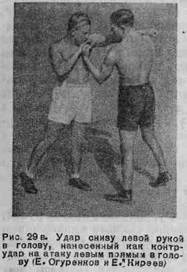 Рис. 29 в. Удар снизу левой рукой
в голову, нанесенный как контр-
удар на атаку левым прямым в голо-
ву (Е. Огуренков и Е. Киреев)